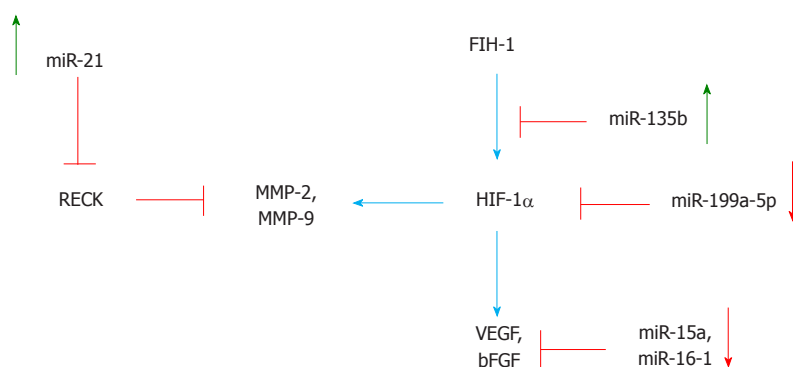 miR-21
FIH-1
miR-135b
RECK
MMP-2,
MMP-9
HIF-1α
miR-199a-5p
VEGF,
bFGF
miR-15a,
miR-16-1